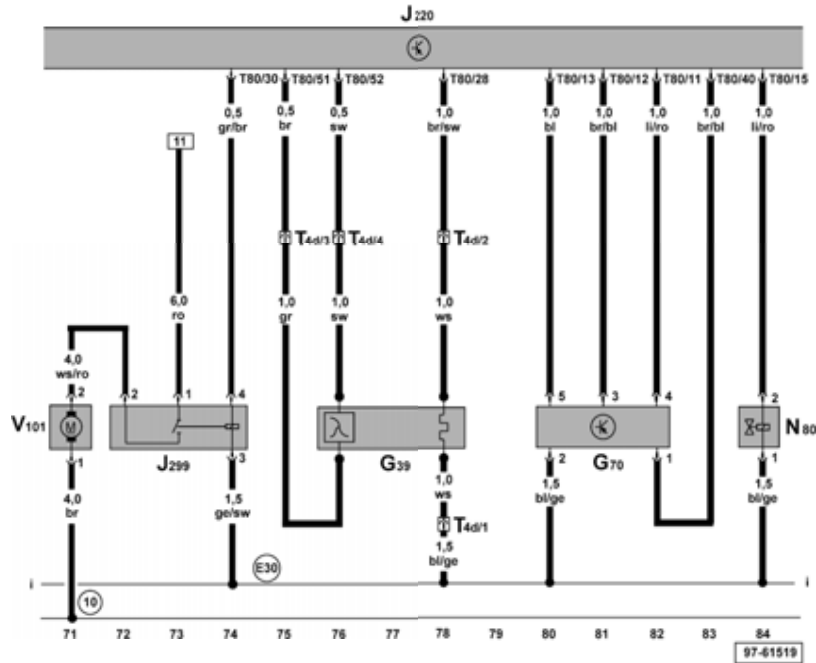 J220
T80/30 T80/51 T80/52 T80/28 T80/13 T80/12 T80/11 T80/40 T80/15
0,5 0,5 0,5 1,0 1,0 1,0 1,0 1,0 1,0
gr/br br sw br/sw bl br/bl li/ro br/bl li/ro
11
T4d/3 T4d/4 T4d/2
6,0 1,0 1,0 1,0
ro gr sw ws
4,0
ws/ro
2 2 1 4 5 3 4 2
V101 M J299 G39 G70 N80
1 3 2 1 1
4,0 1,5 1,0 1,5 1,5
br ge/sw ws bl/ge bl/ge
T4d/1
1,5
bl/ge
E30
i i
10
71 72 73 74 75 76 77 78 79 80 81 82 83 84
97-61519